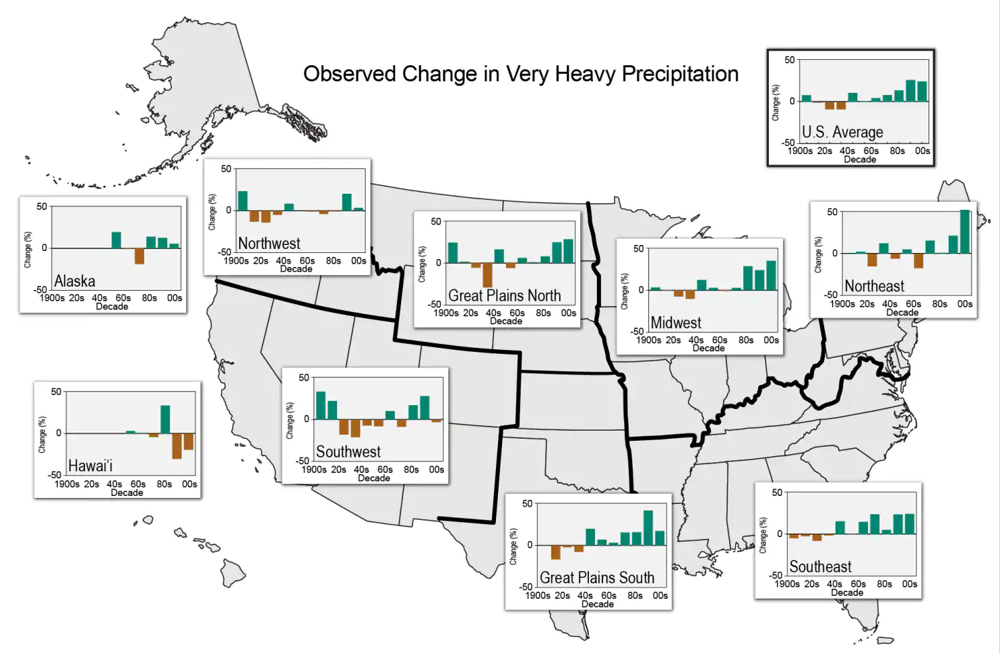 Observed Change in Very Heavy Precipitation
50
0
-50
Change (%)
U.S. Average
1900s 20s 40s 60s 80s 00s
Decade
50
0
-50
Change (%)
Northwest
1900s 20s 40s 60s 80s 00s
Decade
50
0
-50
Change (%)
Alaska
1900s 20s 40s 60s 80s 00s
Decade
50
0
-50
Change (%)
Great Plains North
1900s 20s 40s 60s 80s 00s
Decade
50
0
-50
Change (%)
Midwest
1900s 20s 40s 60s 80s 00s
Decade
50
0
-50
Change (%)
Northeast
1900s 20s 40s 60s 80s 00s
Decade
50
0
-50
Change (%)
Hawai‘i
1900s 20s 40s 60s 80s 00s
Decade
50
0
-50
Change (%)
Southwest
1900s 20s 40s 60s 80s 00s
Decade
50
0
-50
Change (%)
Great Plains South
1900s 20s 40s 60s 80s 00s
Decade
50
0
-50
Change (%)
Southeast
1900s 20s 40s 60s 80s 00s
Decade